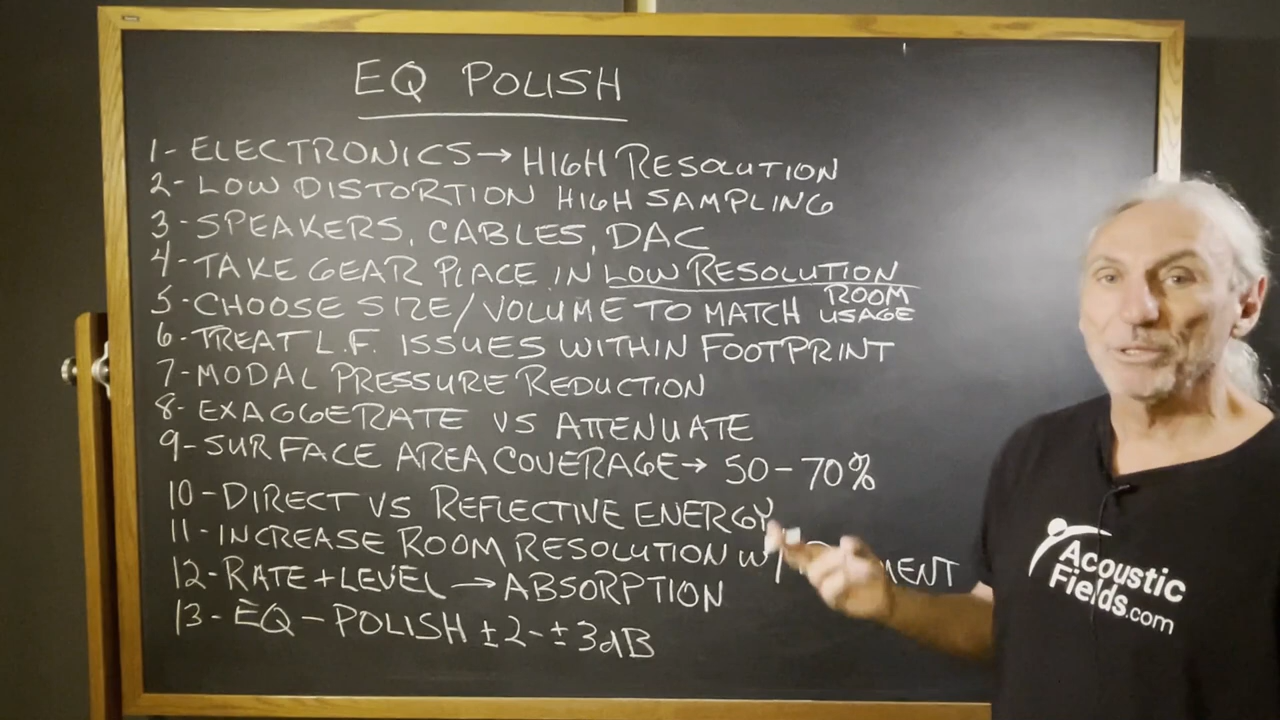 EQ POLISH
1- ELECTRONICS → HIGH RESOLUTION
2- LOW DISTORTION HIGH SAMPLING
3- SPEAKERS, CABLES, DAC
4- TAKE GEAR PLACE IN LOW RESOLUTION
5- CHOOSE SIZE/VOLUME TO MATCH ROOM USAGE
6- TREAT L.F. ISSUES WITHIN FOOTPRINT
7- MODAL PRESSURE REDUCTION
8- EXAGGERATE VS ATTENUATE
9- SURFACE AREA COVERAGE → 50-70%
10- DIRECT VS REFLECTIVE ENERGY
11- INCREASE ROOM RESOLUTION W/
12- RATE + LEVEL → ABSORPTION
13- EQ - POLISH ±2 - ±3dB
Acoustic
Fields.com